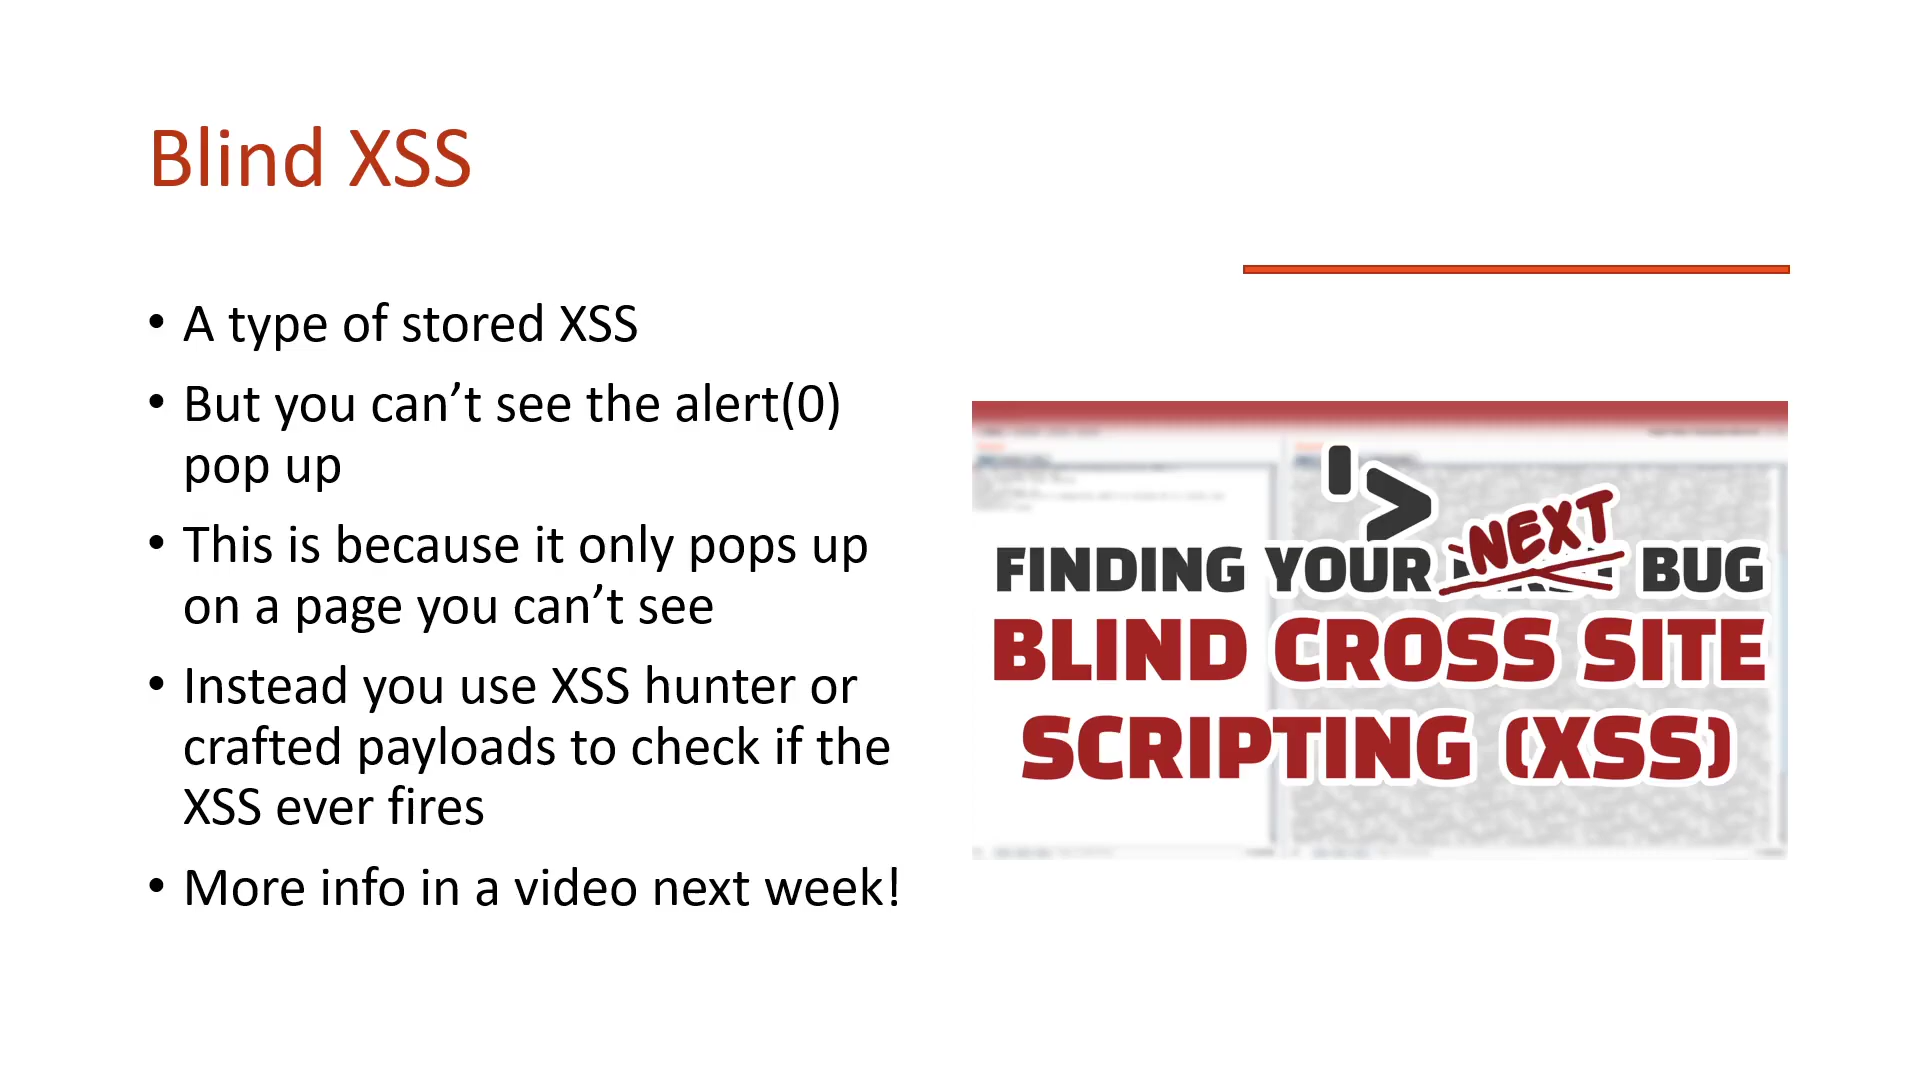 Blind XSS
• A type of stored XSS
• But you can’t see the alert(0)
pop up
• This is because it only pops up
on a page you can’t see
• Instead you use XSS hunter or
crafted payloads to check if the
XSS ever fires
• More info in a video next week!
'>
FINDING YOUR NEXT BUG
BLIND CROSS SITE
SCRIPTING (XSS)